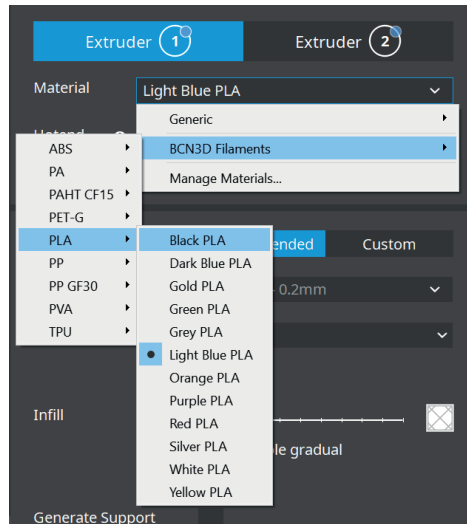 Extruder 1 Extruder 2
Material Light Blue PLA
Generic
BCN3D Filaments
Manage Materials...
ABS
PA
PAHT CF15
PET-G
PLA
PP
PP GF30
PVA
TPU
Black PLA
Dark Blue PLA
Gold PLA
Green PLA
Grey PLA
Light Blue PLA
Orange PLA
Purple PLA
Red PLA
Silver PLA
White PLA
Yellow PLA
Custom
0.2mm
Infill
gradual
Generate Support